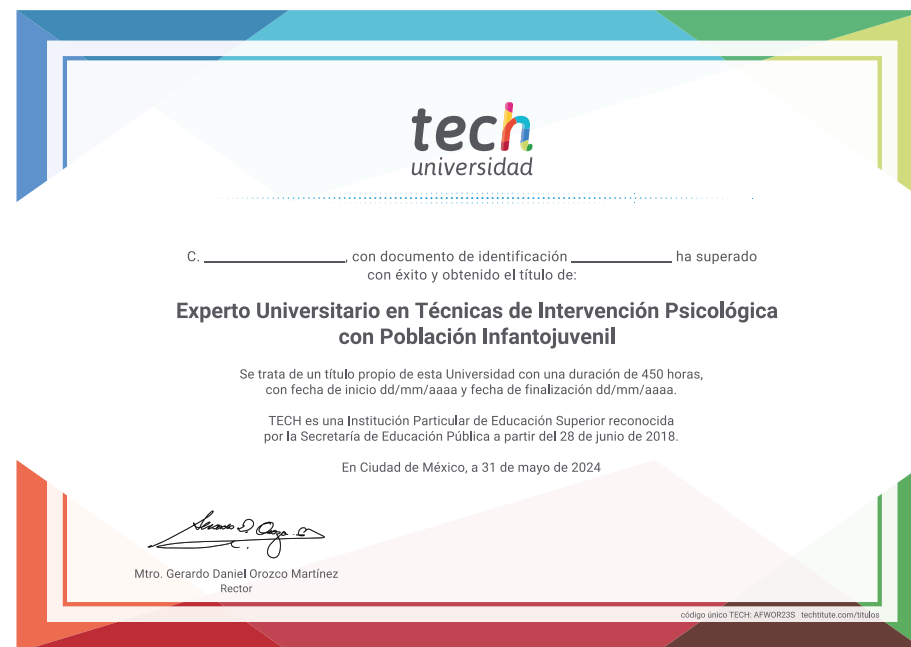 tech
universidad
C. ____________, con documento de identificación ____________ ha superado
con éxito y obtenido el título de:
Experto Universitario en Técnicas de Intervención Psicológica
con Población Infantojuvenil
Se trata de un título propio de esta Universidad con una duración de 450 horas,
con fecha de inicio dd/mm/aaaa y fecha de finalización dd/mm/aaaa.
TECH es una Institución Particular de Educación Superior reconocida
por la Secretaría de Educación Pública a partir del 28 de junio de 2018.
En Ciudad de México, a 31 de mayo de 2024
Mtro. Gerardo Daniel Orozco Martínez
Rector
código único TECH: AFWOR23S techtitute.com/titulos